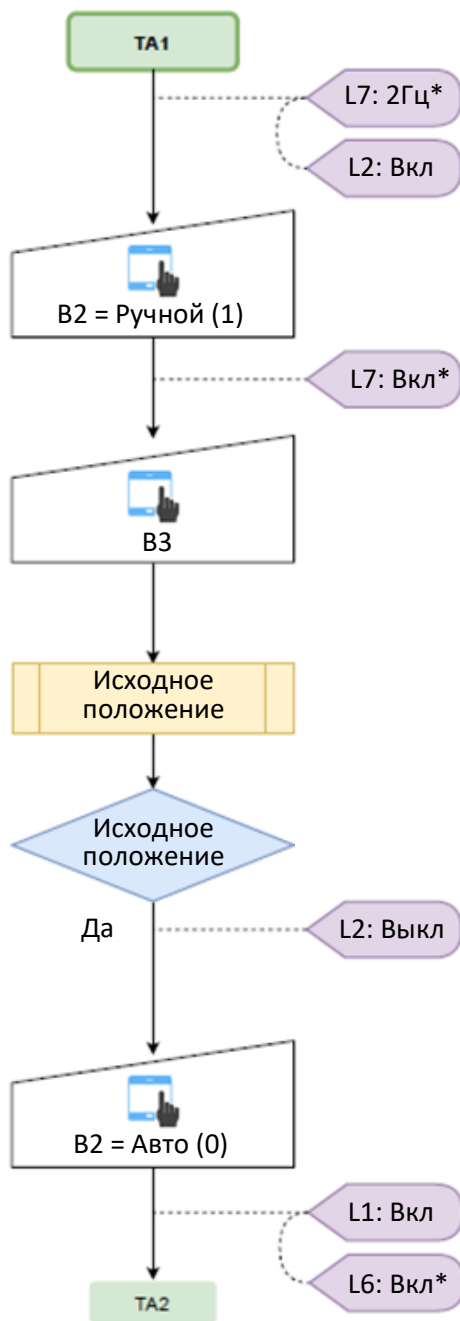 TA1
L7: 2Гц*
L2: Вкл
B2 = Ручной (1)
L7: Вкл*
B3
Исходное
положение
Исходное
положение
Да
L2: Выкл
B2 = Авто (0)
L1: Вкл
L6: Вкл*
TA2